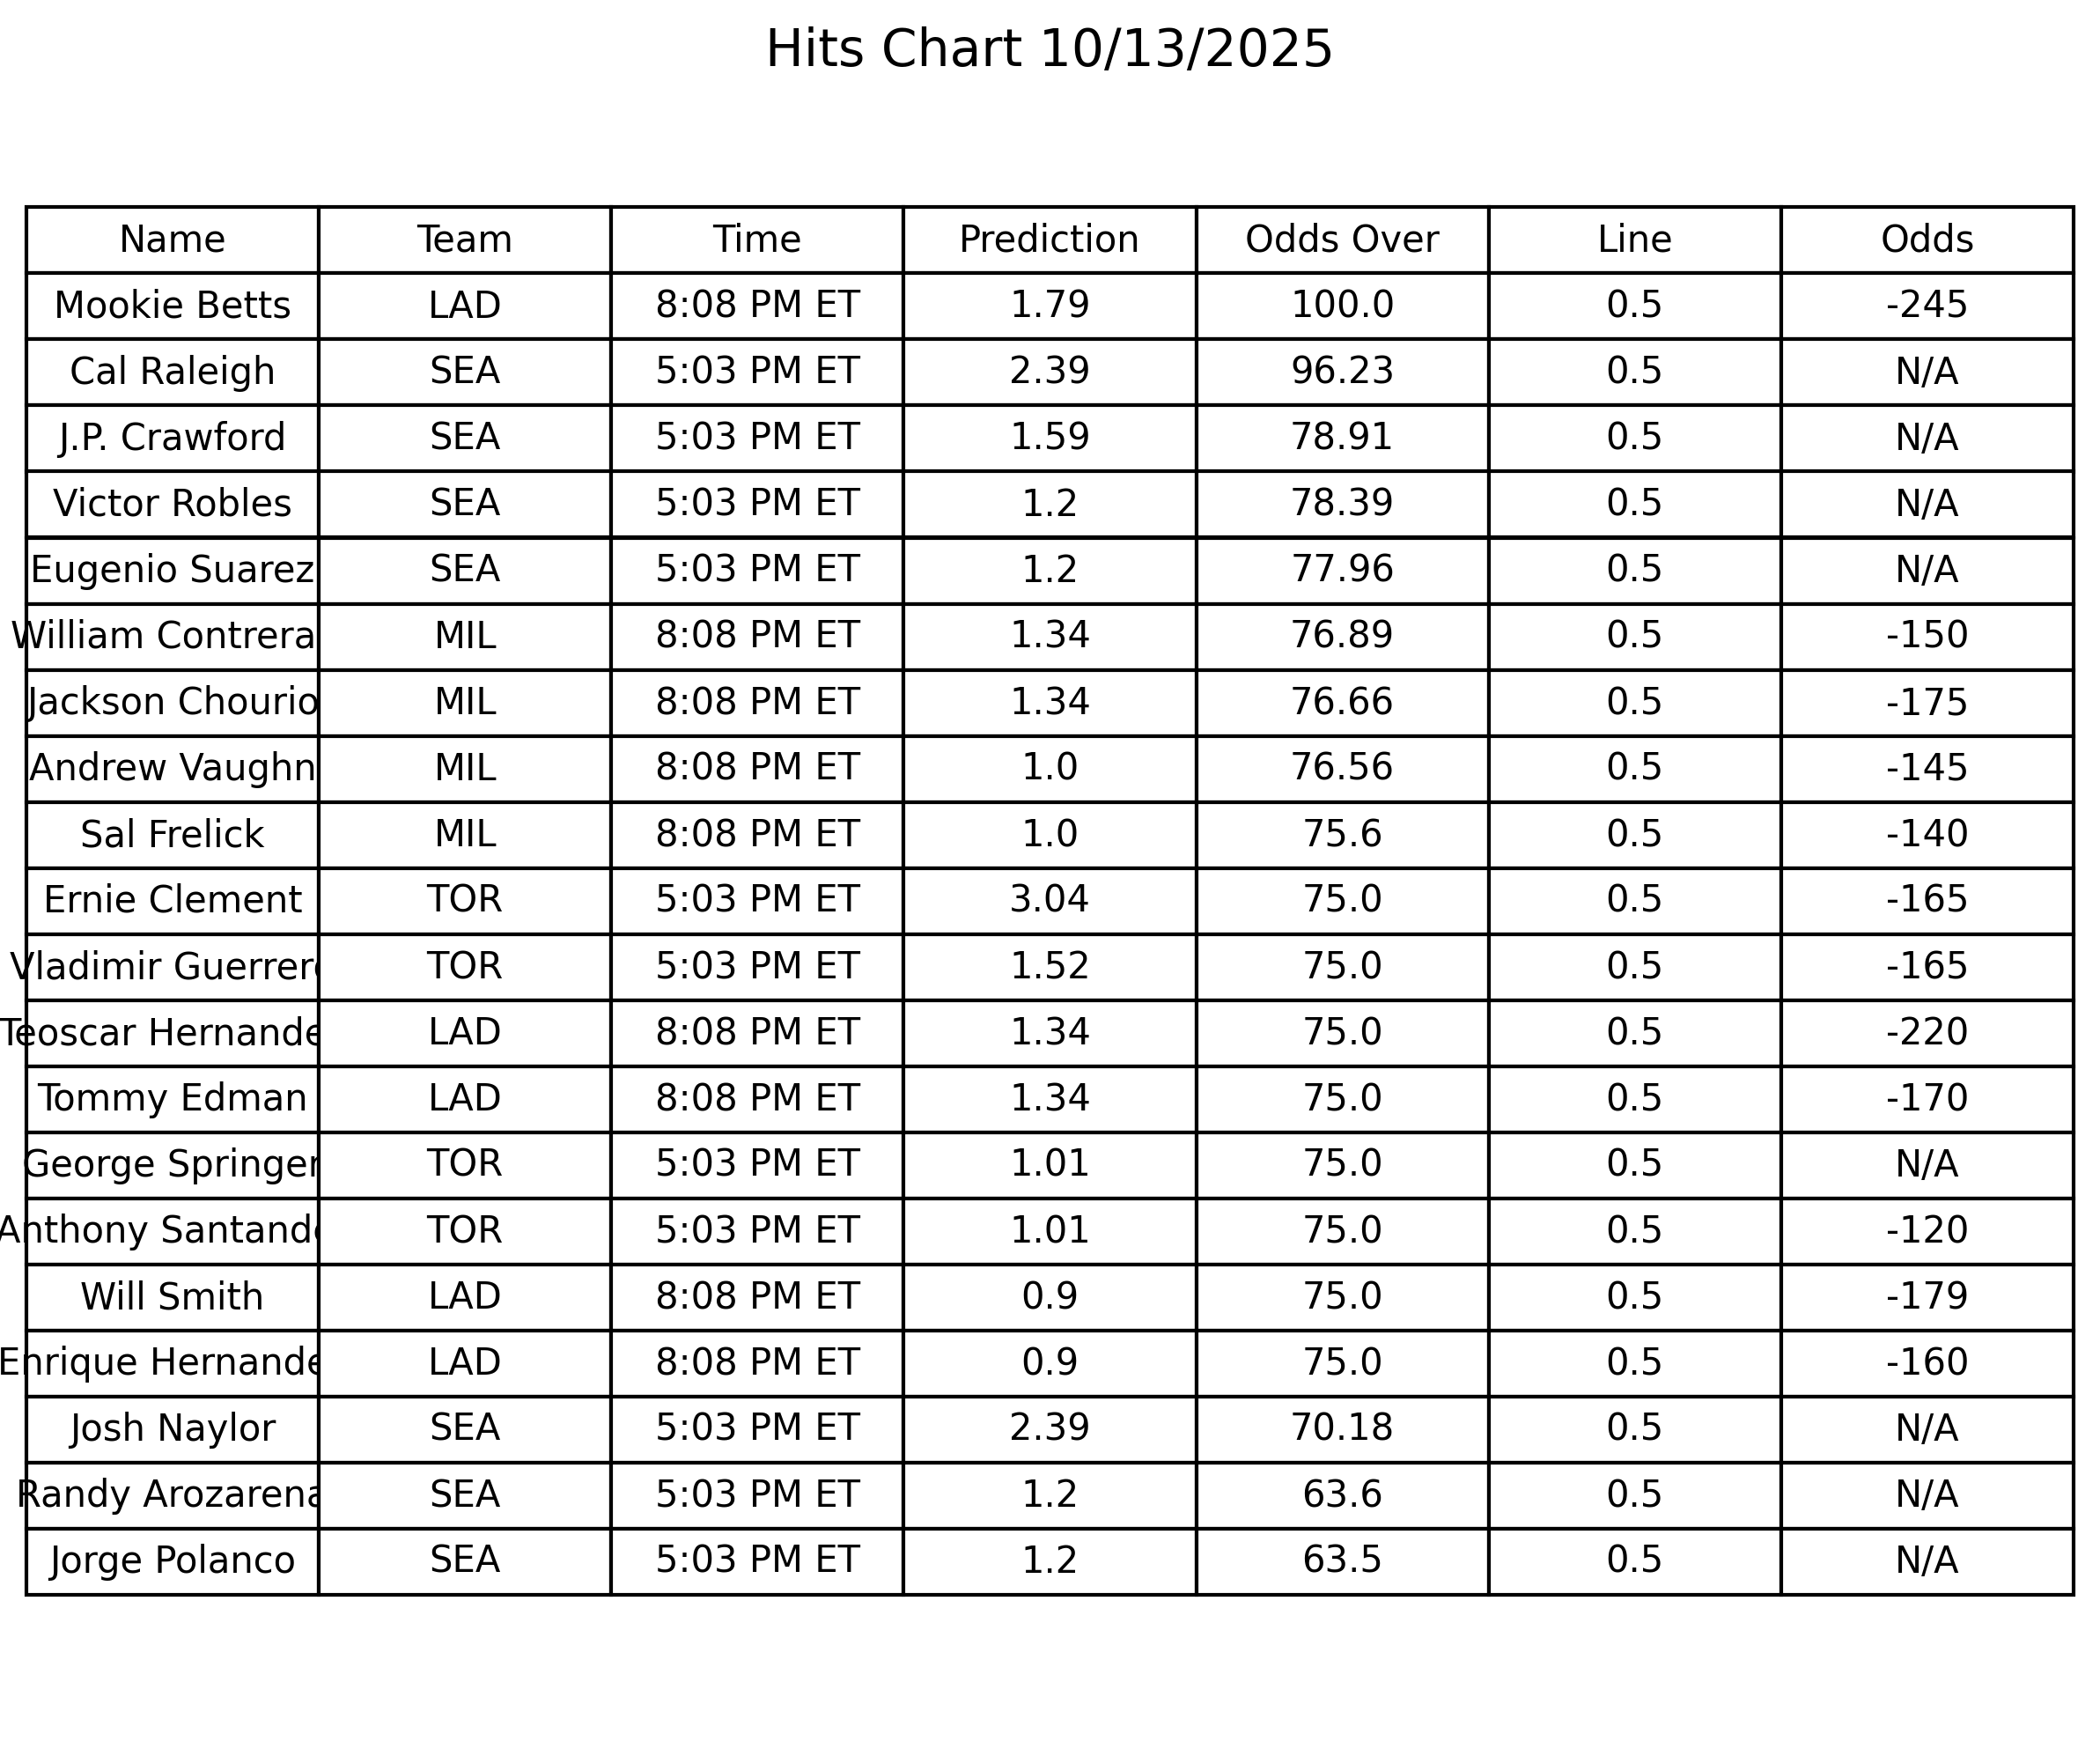 Hits Chart 10/13/2025
Name Team Time Prediction Odds Over Line Odds
Mookie Betts LAD 8:08 PM ET 1.79 100.0 0.5 -245
Cal Raleigh SEA 5:03 PM ET 2.39 96.23 0.5 N/A
J.P. Crawford SEA 5:03 PM ET 1.59 78.91 0.5 N/A
Victor Robles SEA 5:03 PM ET 1.2 78.39 0.5 N/A
Eugenio Suarez SEA 5:03 PM ET 1.2 77.96 0.5 N/A
William Contrera MIL 8:08 PM ET 1.34 76.89 0.5 -150
Jackson Chourio MIL 8:08 PM ET 1.34 76.66 0.5 -175
Andrew Vaughn MIL 8:08 PM ET 1.0 76.56 0.5 -145
Sal Frelick MIL 8:08 PM ET 1.0 75.6 0.5 -140
Ernie Clement TOR 5:03 PM ET 3.04 75.0 0.5 -165
Vladimir Guerrero TOR 5:03 PM ET 1.52 75.0 0.5 -165
Teoscar Hernande LAD 8:08 PM ET 1.34 75.0 0.5 -220
Tommy Edman LAD 8:08 PM ET 1.34 75.0 0.5 -170
George Springer TOR 5:03 PM ET 1.01 75.0 0.5 N/A
Anthony Santande TOR 5:03 PM ET 1.01 75.0 0.5 -120
Will Smith LAD 8:08 PM ET 0.9 75.0 0.5 -179
Enrique Hernande LAD 8:08 PM ET 0.9 75.0 0.5 -160
Josh Naylor SEA 5:03 PM ET 2.39 70.18 0.5 N/A
Randy Arozarena SEA 5:03 PM ET 1.2 63.6 0.5 N/A
Jorge Polanco SEA 5:03 PM ET 1.2 63.5 0.5 N/A